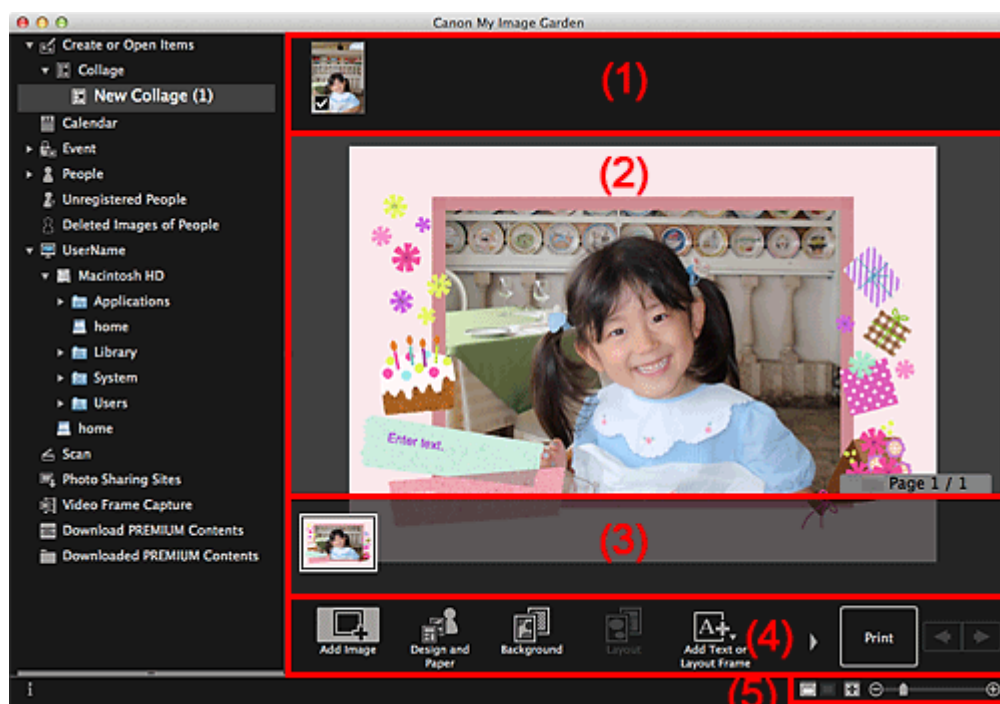 Canon My Image Garden
Create or Open Items
Collage
New Collage (1)
Calendar
Event
People
Unregistered People
Deleted Images of People
UserName
Macintosh HD
Applications
home
Library
System
Users
home
Scan
Photo Sharing Sites
Video Frame Capture
Download PREMIUM Contents
Downloaded PREMIUM Contents
(1)
(2)
Enter text.
Page 1 / 1
(3)
Add Image
Design and
Paper
Background
Layout
Add Text or
Layout Frame
(4)
Print
(5)